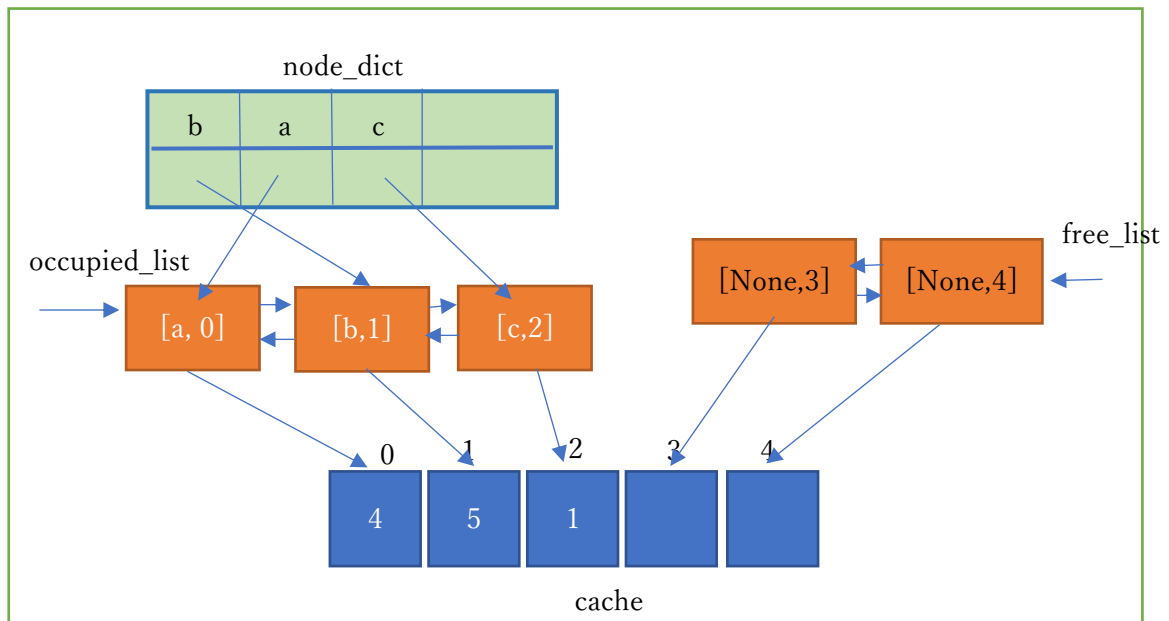 node_dict
b a c
occupied_list
free_list
[a, 0] [b,1] [c,2]
[None,3] [None,4]
0 1 2 3 4
4 5 1
cache